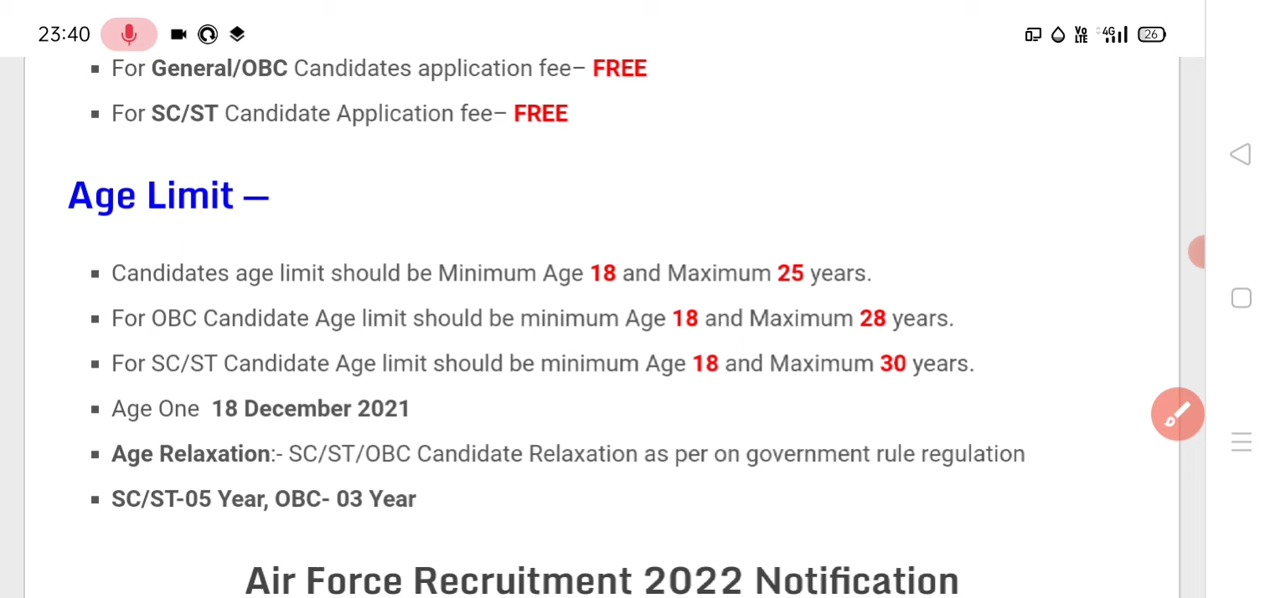 23:40 Vo LTE 4G 26
For General/OBC Candidates application fee– FREE
For SC/ST Candidate Application fee– FREE
Age Limit –
Candidates age limit should be Minimum Age 18 and Maximum 25 years.
For OBC Candidate Age limit should be minimum Age 18 and Maximum 28 years.
For SC/ST Candidate Age limit should be minimum Age 18 and Maximum 30 years.
Age One 18 December 2021
Age Relaxation:- SC/ST/OBC Candidate Relaxation as per on government rule regulation
SC/ST-05 Year, OBC- 03 Year
Air Force Recruitment 2022 Notification